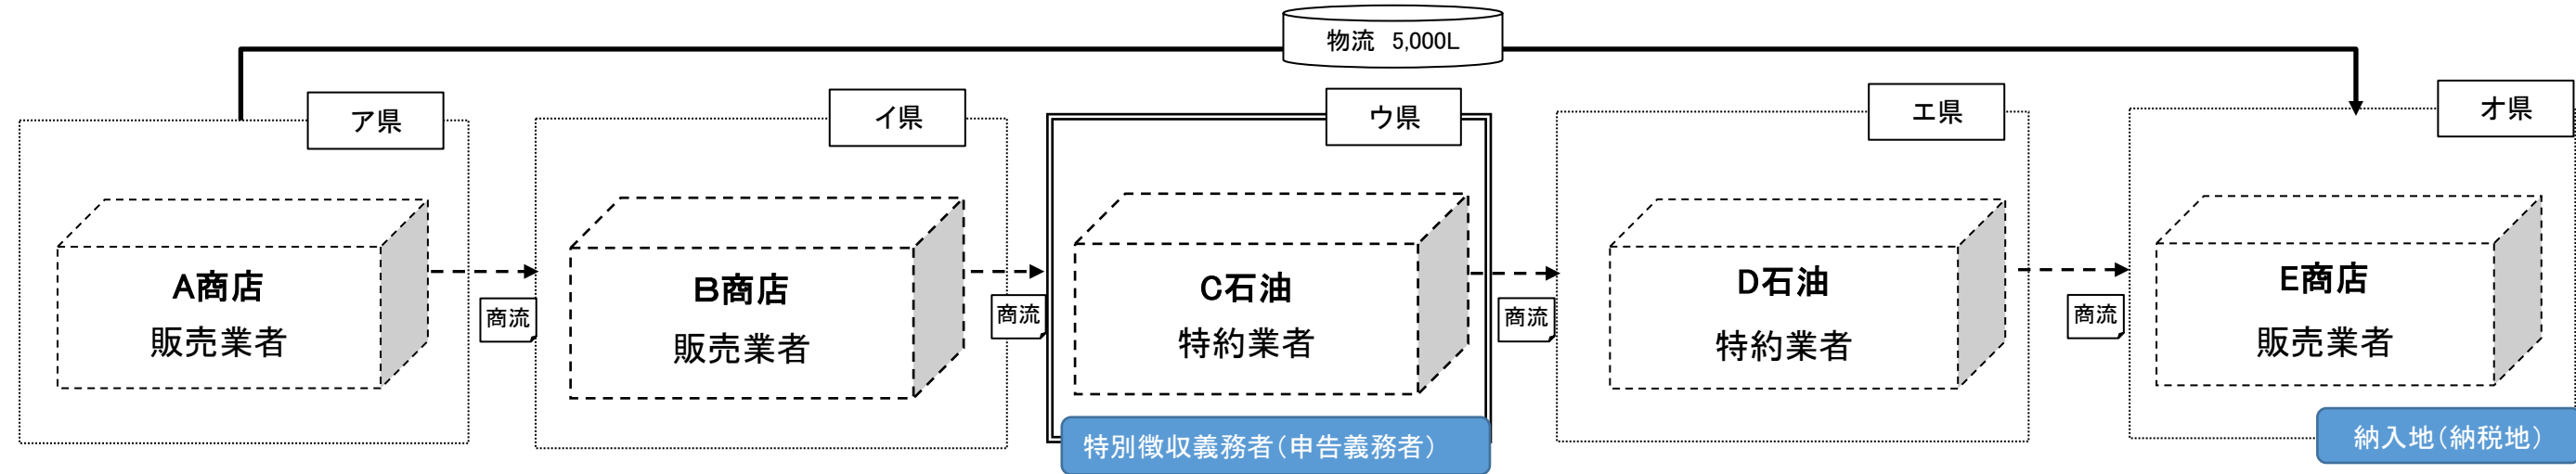 物流 5,000L
ア県
イ県
ウ県
エ県
オ県
A商店
販売業者
商流
B商店
販売業者
商流
C石油
特約業者
特別徴収義務者(申告義務者)
商流
D石油
特約業者
商流
E商店
販売業者
納入地(納税地)